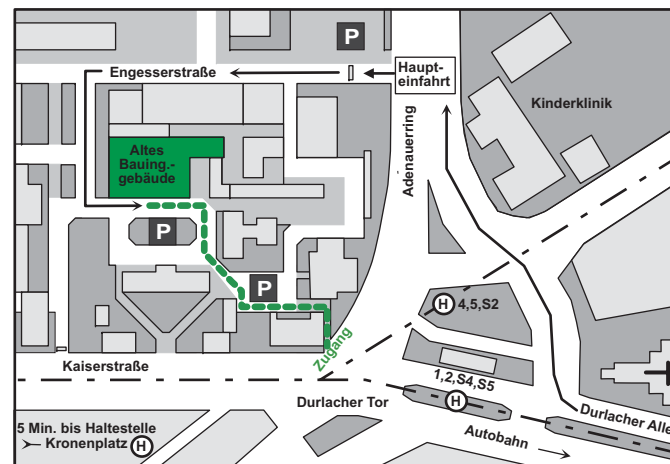 P
Engesserstraße
Haupt-
einfahrt
Kinderklinik
Adenauerring
Altes
Bauing.-
gebäude
P
P
H 4,5,S2
Zugang
Kaiserstraße
1,2,S4,S5
H
Durlacher Tor
Durlacher Alle
5 Min. bis Haltestelle
Kronenplatz H
Autobahn